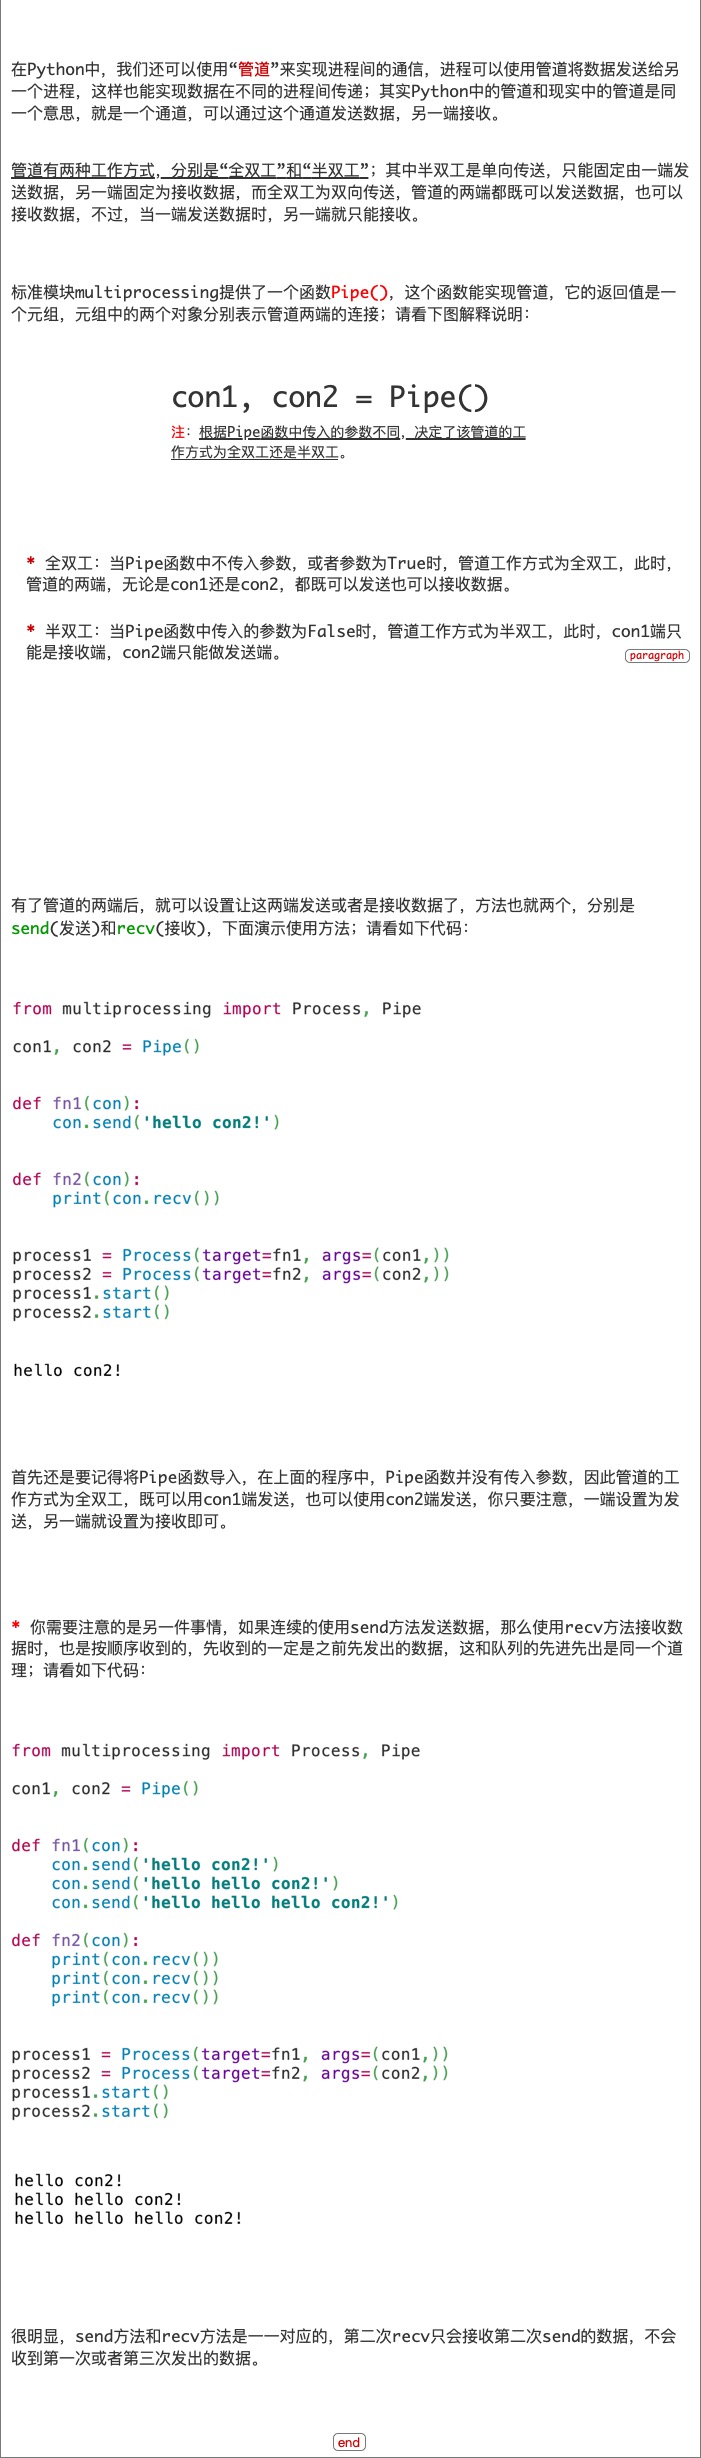 在Python中，我们还可以使用“管道”来实现进程间的通信，进程可以使用管道将数据发送给另
一个进程，这样也能实现数据在不同的进程间传递；其实Python中的管道和现实中的管道是同
一个意思，就是一个通道，可以通过这个通道发送数据，另一端接收。
管道有两种工作方式，分别是“全双工”和“半双工”；其中半双工是单向传送，只能固定由一端发
送数据，另一端固定为接收数据，而全双工为双向传送，管道的两端都既可以发送数据，也可以
接收数据，不过，当一端发送数据时，另一端就只能接收。
标准模块multiprocessing提供了一个函数Pipe()，这个函数能实现管道，它的返回值是一
个元组，元组中的两个对象分别表示管道两端的连接；请看下图解释说明：
con1, con2 = Pipe()
注：根据Pipe函数中传入的参数不同，决定了该管道的工
作方式为全双工还是半双工。
* 全双工：当Pipe函数中不传入参数，或者参数为True时，管道工作方式为全双工，此时，
管道的两端，无论是con1还是con2，都既可以发送也可以接收数据。
* 半双工：当Pipe函数中传入的参数为False时，管道工作方式为半双工，此时，con1端只
能是接收端，con2端只能做发送端。
paragraph
有了管道的两端后，就可以设置让这两端发送或者是接收数据了，方法也就两个，分别是
send(发送)和recv(接收)，下面演示使用方法；请看如下代码：
from multiprocessing import Process, Pipe
con1, con2 = Pipe()
def fn1(con):
    con.send('hello con2!')
def fn2(con):
    print(con.recv())
process1 = Process(target=fn1, args=(con1,))
process2 = Process(target=fn2, args=(con2,))
process1.start()
process2.start()
hello con2!
首先还是要记得将Pipe函数导入，在上面的程序中，Pipe函数并没有传入参数，因此管道的工
作方式为全双工，既可以用con1端发送，也可以使用con2端发送，你只要注意，一端设置为发
送，另一端就设置为接收即可。
* 你需要注意的是另一件事情，如果连续的使用send方法发送数据，那么使用recv方法接收数
据时，也是按顺序收到的，先收到的一定是之前先发出的数据，这和队列的先进先出是同一个道
理；请看如下代码：
from multiprocessing import Process, Pipe
con1, con2 = Pipe()
def fn1(con):
    con.send('hello con2!')
    con.send('hello hello con2!')
    con.send('hello hello hello con2!')
def fn2(con):
    print(con.recv())
    print(con.recv())
    print(con.recv())
process1 = Process(target=fn1, args=(con1,))
process2 = Process(target=fn2, args=(con2,))
process1.start()
process2.start()
hello con2!
hello hello con2!
hello hello hello con2!
很明显，send方法和recv方法是一一对应的，第二次recv只会接收第二次send的数据，不会
收到第一次或者第三次发出的数据。
end